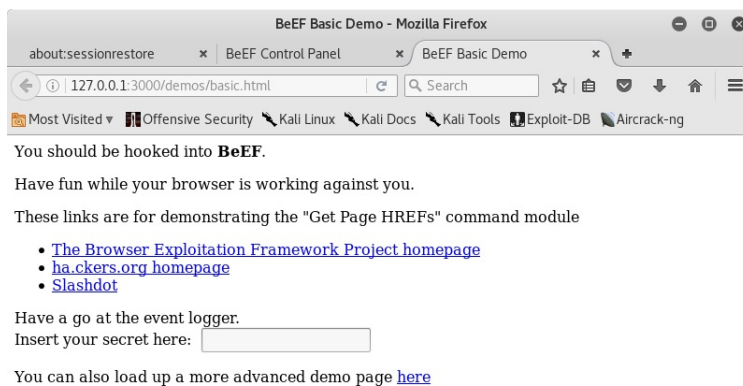 BeEF Basic Demo - Mozilla Firefox
about:sessionrestore × BeEF Control Panel × BeEF Basic Demo ×
127.0.0.1:3000/demos/basic.html Search
Most Visited Offensive Security Kali Linux Kali Docs Kali Tools Exploit-DB Aircrack-ng
You should be hooked into BeEF.
Have fun while your browser is working against you.
These links are for demonstrating the "Get Page HREFs" command module
• The Browser Exploitation Framework Project homepage
• ha.ckers.org homepage
• Slashdot
Have a go at the event logger.
Insert your secret here:
You can also load up a more advanced demo page here